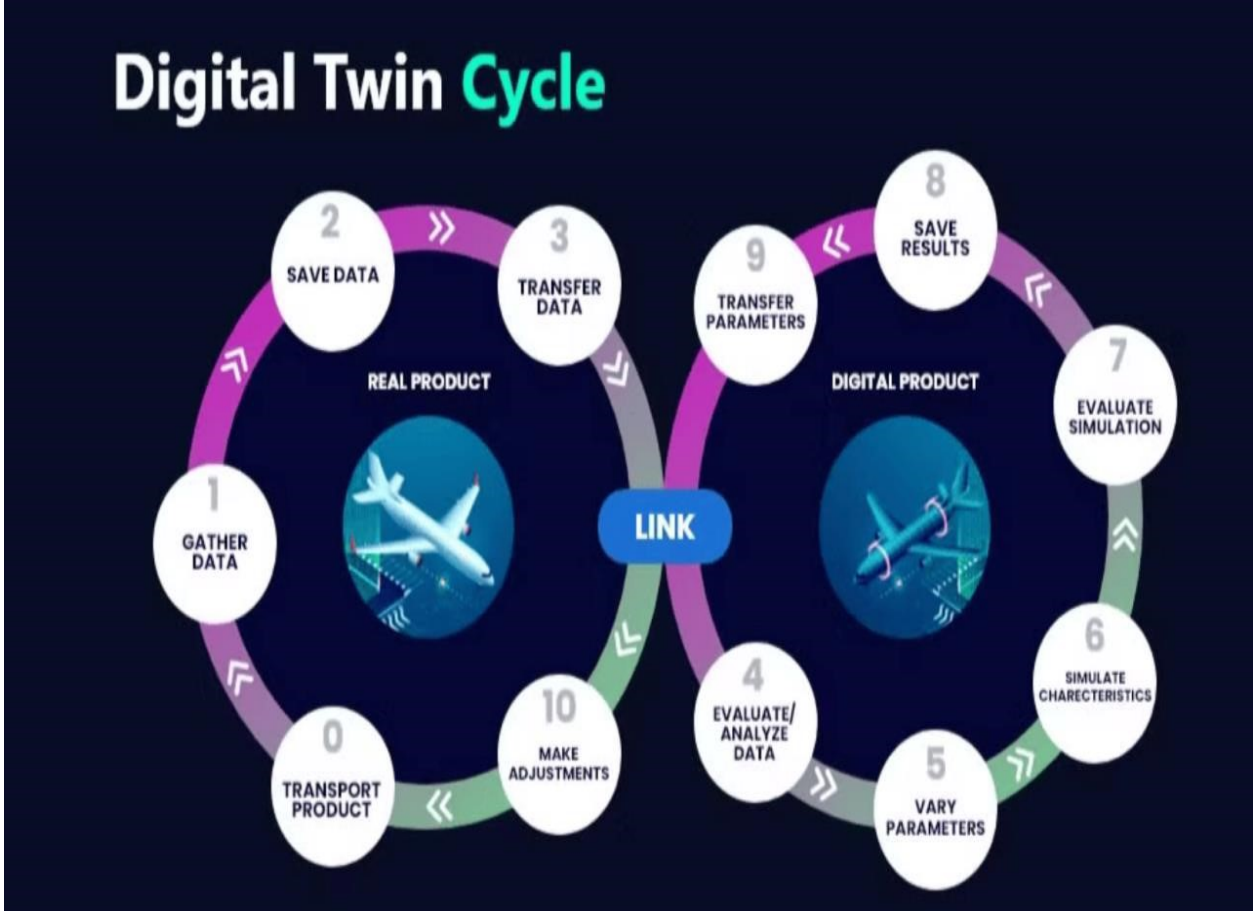 Digital Twin Cycle
REAL PRODUCT
0
TRANSPORT
PRODUCT
1
GATHER
DATA
2
SAVE DATA
3
TRANSFER
DATA
LINK
DIGITAL PRODUCT
4
EVALUATE/
ANALYZE
DATA
5
VARY
PARAMETERS
6
SIMULATE
CHARECTERISTICS
7
EVALUATE
SIMULATION
8
SAVE
RESULTS
9
TRANSFER
PARAMETERS
10
MAKE
ADJUSTMENTS